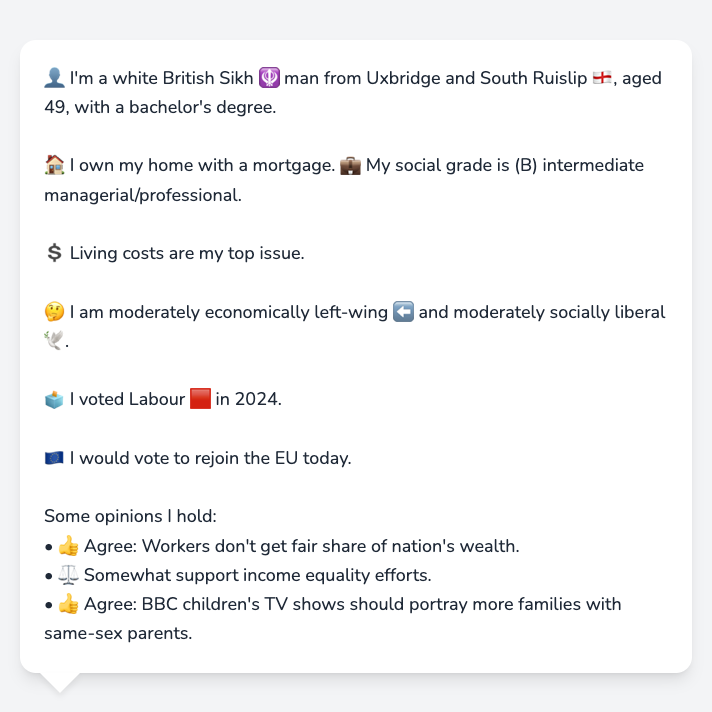 👤 I'm a white British Sikh 🪯 man from Uxbridge and South Ruislip 🏴󠁧󠁢󠁥󠁮󠁧󠁿, aged
49, with a bachelor's degree.
🏠 I own my home with a mortgage. 💼 My social grade is (B) intermediate
managerial/professional.
💲 Living costs are my top issue.
🤔 I am moderately economically left-wing ⬅️ and moderately socially liberal
🕊️.
🗳️ I voted Labour 🟥 in 2024.
🇪🇺 I would vote to rejoin the EU today.
Some opinions I hold:
• 👍 Agree: Workers don't get fair share of nation's wealth.
• ⚖️ Somewhat support income equality efforts.
• 👍 Agree: BBC children's TV shows should portray more families with
same-sex parents.